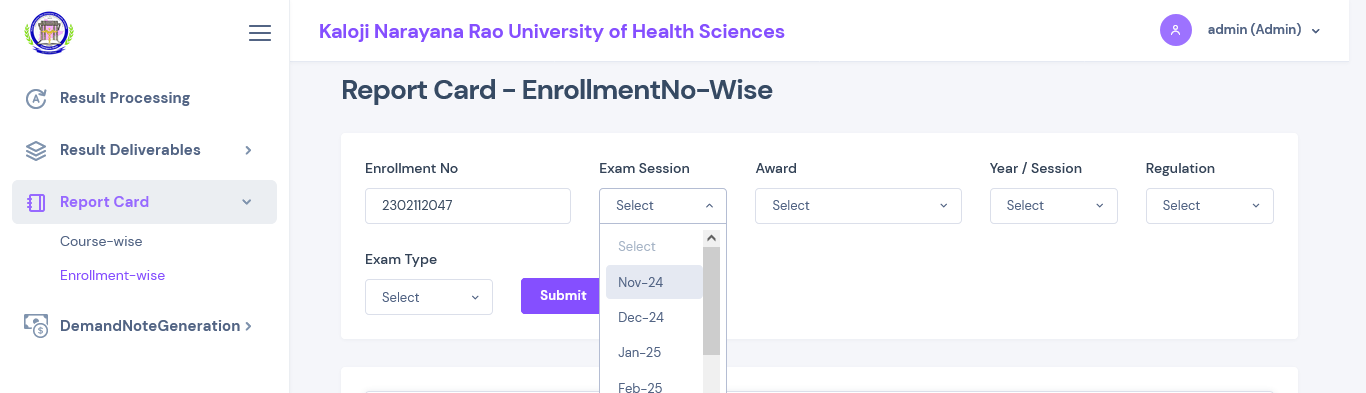 Kaloji Narayana Rao University of Health Sciences
admin (Admin)
Result Processing
Result Deliverables
Report Card
Course-wise
Enrollment-wise
DemandNoteGeneration
Report Card - EnrollmentNo-Wise
Enrollment No
2302112047
Exam Session
Select
Award
Select
Year / Session
Select
Regulation
Select
Select
Nov-24
Dec-24
Jan-25
Feb-25
Exam Type
Select
Submit